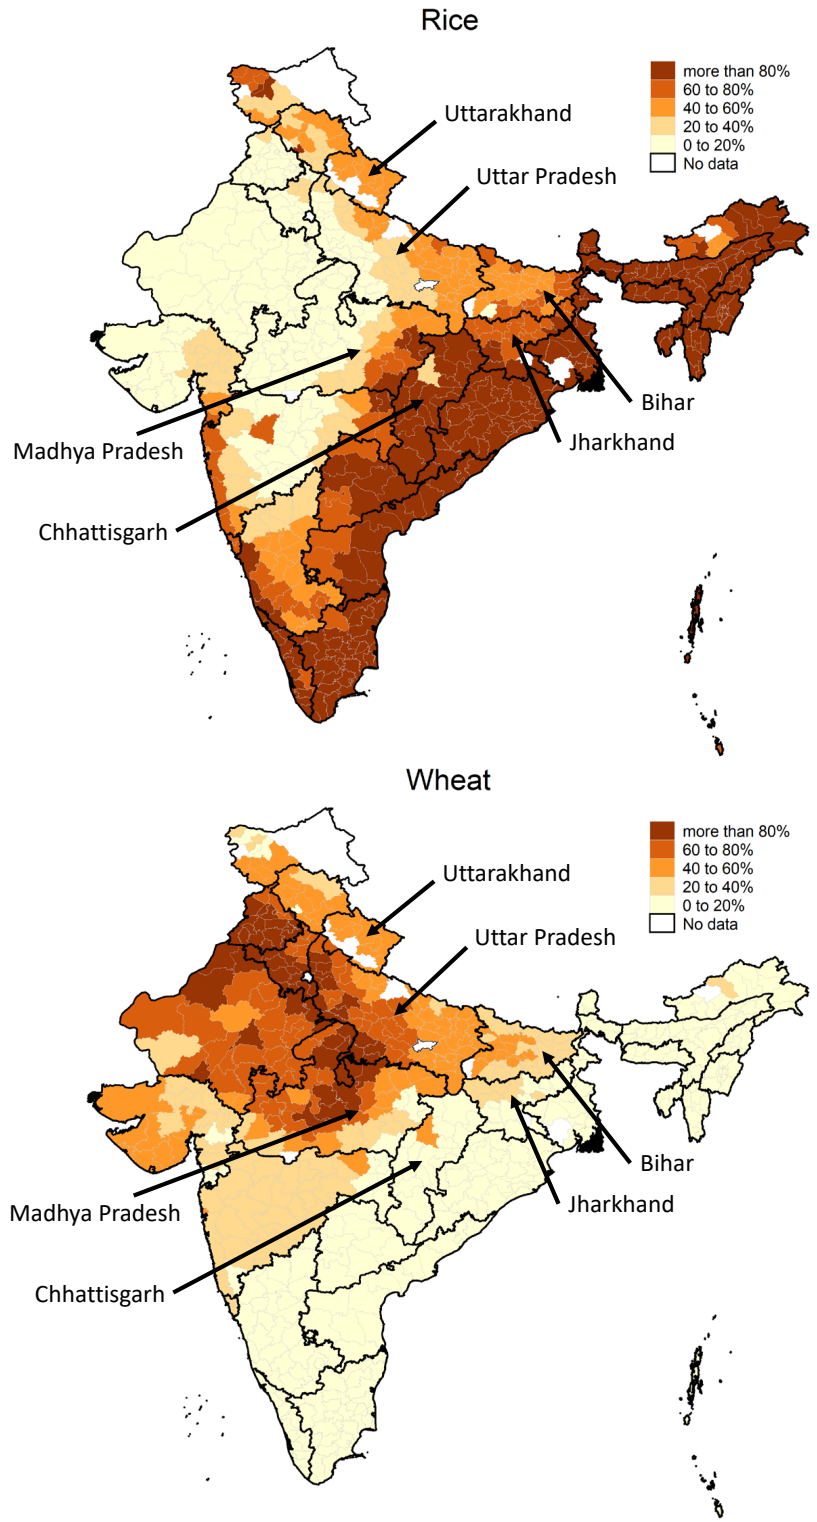 Rice
more than 80%
60 to 80%
40 to 60%
20 to 40%
0 to 20%
No data
Uttarakhand
Uttar Pradesh
Bihar
Jharkhand
Madhya Pradesh
Chhattisgarh
Wheat
more than 80%
60 to 80%
40 to 60%
20 to 40%
0 to 20%
No data
Uttarakhand
Uttar Pradesh
Bihar
Jharkhand
Madhya Pradesh
Chhattisgarh